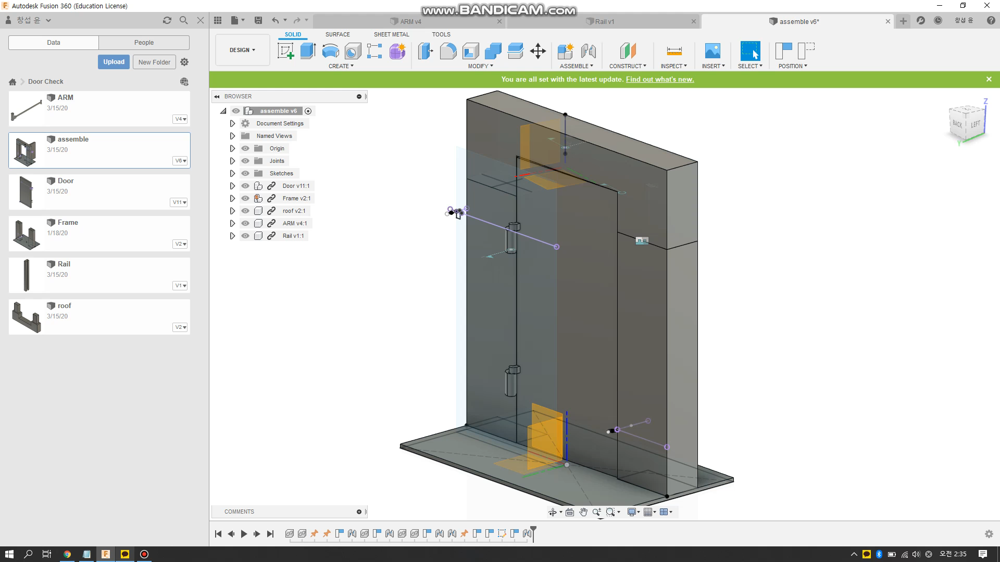 Autodesk Fusion 360 (Education License)
www.BANDICAM.com
창섭 윤
ARM v4
Rail v1
assemble v6*
창섭 윤
Data
People
SOLID
SURFACE
SHEET METAL
TOOLS
DESIGN
Upload
New Folder
CREATE
MODIFY
ASSEMBLE
CONSTRUCT
INSPECT
INSERT
SELECT
POSITION
Door Check
You are all set with the latest update. Find out what's new.
BROWSER
assemble v6
Document Settings
Named Views
Origin
Joints
Sketches
Door v11:1
Frame v2:1
roof v2:1
ARM v4:1
Rail v1:1
ARM
3/15/20
V4
assemble
3/15/20
V6
Door
3/15/20
V11
Frame
1/18/20
V2
Rail
3/15/20
V1
roof
3/15/20
V2
Z
BACK
LEFT
Y
COMMENTS
오전 2:35